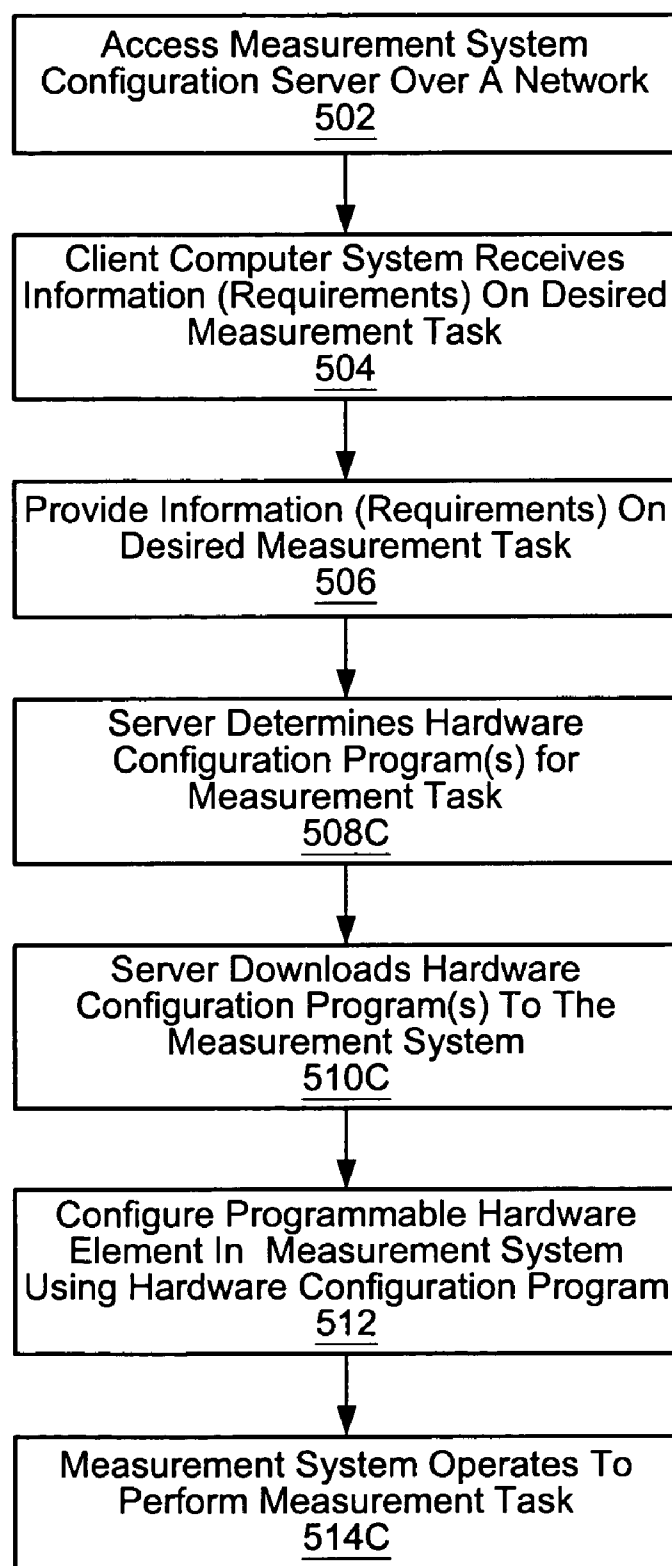 Access Measurement System
Configuration Server Over A Network
502
Client Computer System Receives
Information (Requirements) On Desired
Measurement Task
504
Provide Information (Requirements) On
Desired Measurement Task
506
Server Determines Hardware
Configuration Program(s) for
Measurement Task
508C
Server Downloads Hardware
Configuration Program(s) To The
Measurement System
510C
Configure Programmable Hardware
Element In Measurement System
Using Hardware Configuration Program
512
Measurement System Operates To
Perform Measurement Task
514C